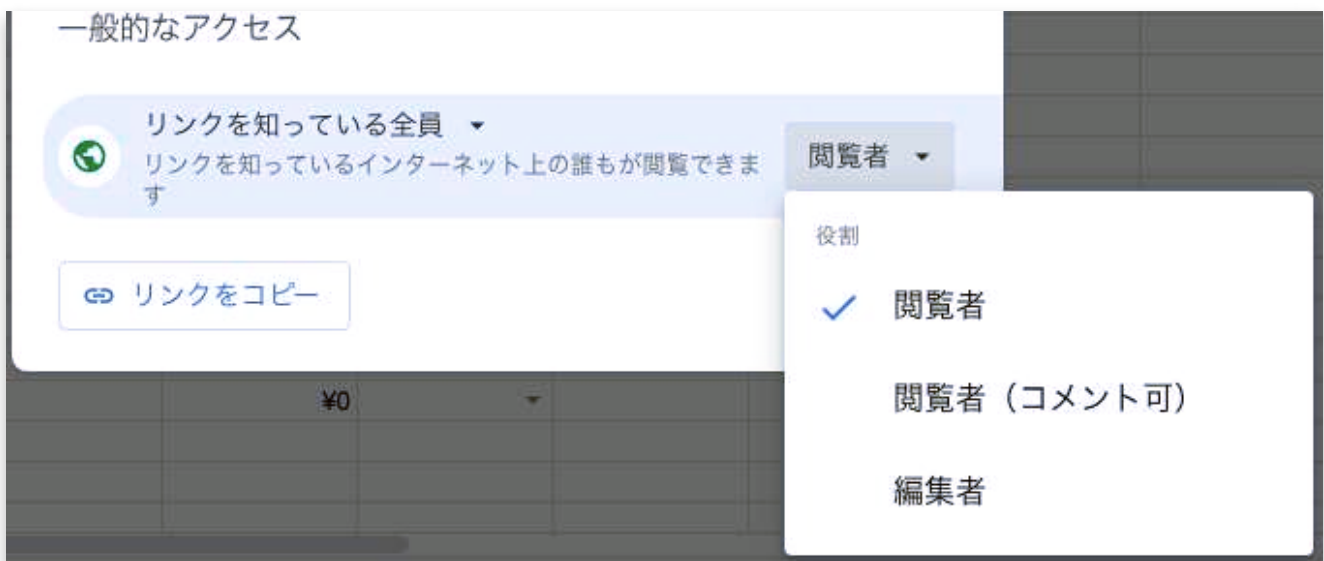 一般的なアクセス
リンクを知っている全員
リンクを知っているインターネット上の誰もが閲覧できま
す
閲覧者
役割
閲覧者
閲覧者（コメント可）
編集者
リンクをコピー
¥0